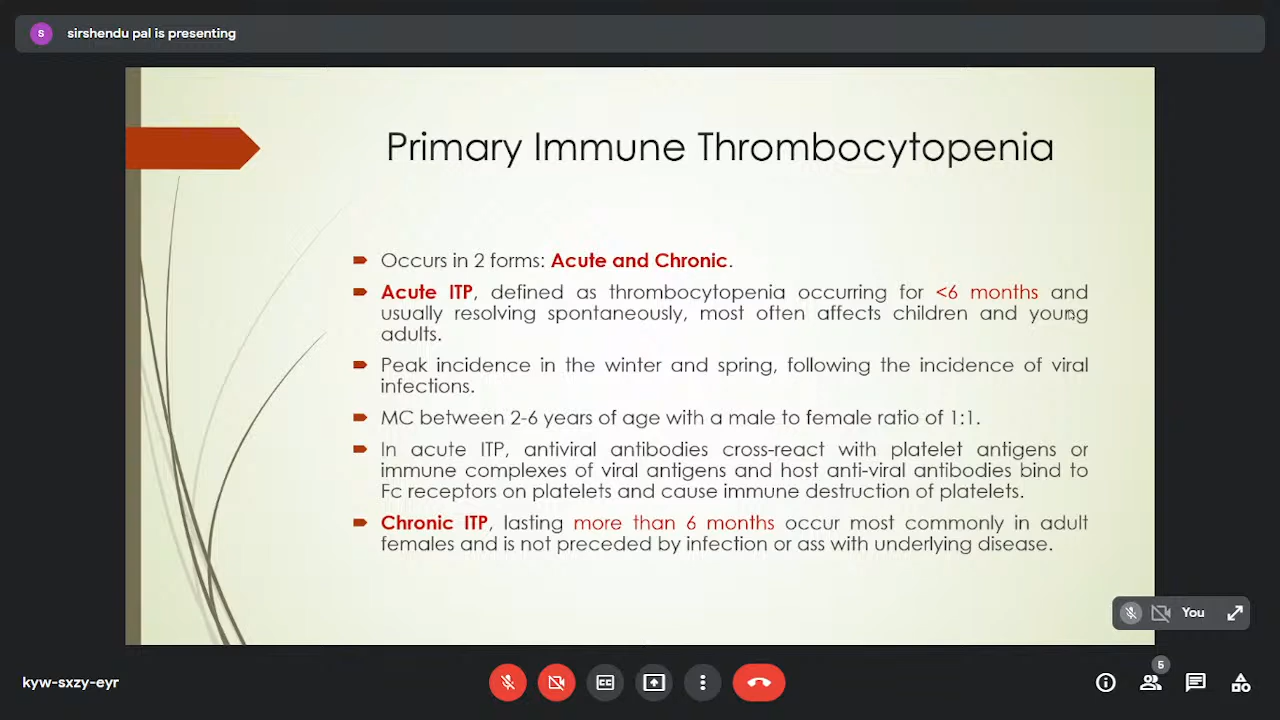 S
sirshendu pal is presenting
Primary Immune Thrombocytopenia
Occurs in 2 forms: Acute and Chronic.
Acute ITP, defined as thrombocytopenia occurring for <6 months and
usually resolving spontaneously, most often affects children and young
adults.
Peak incidence in the winter and spring, following the incidence of viral
infections.
MC between 2-6 years of age with a male to female ratio of 1:1.
In acute ITP, antiviral antibodies cross-react with platelet antigens or
immune complexes of viral antigens and host anti-viral antibodies bind to
Fc receptors on platelets and cause immune destruction of platelets.
Chronic ITP, lasting more than 6 months occur most commonly in adult
females and is not preceded by infection or ass with underlying disease.
You
kyw-sxzy-eyr
CC
5